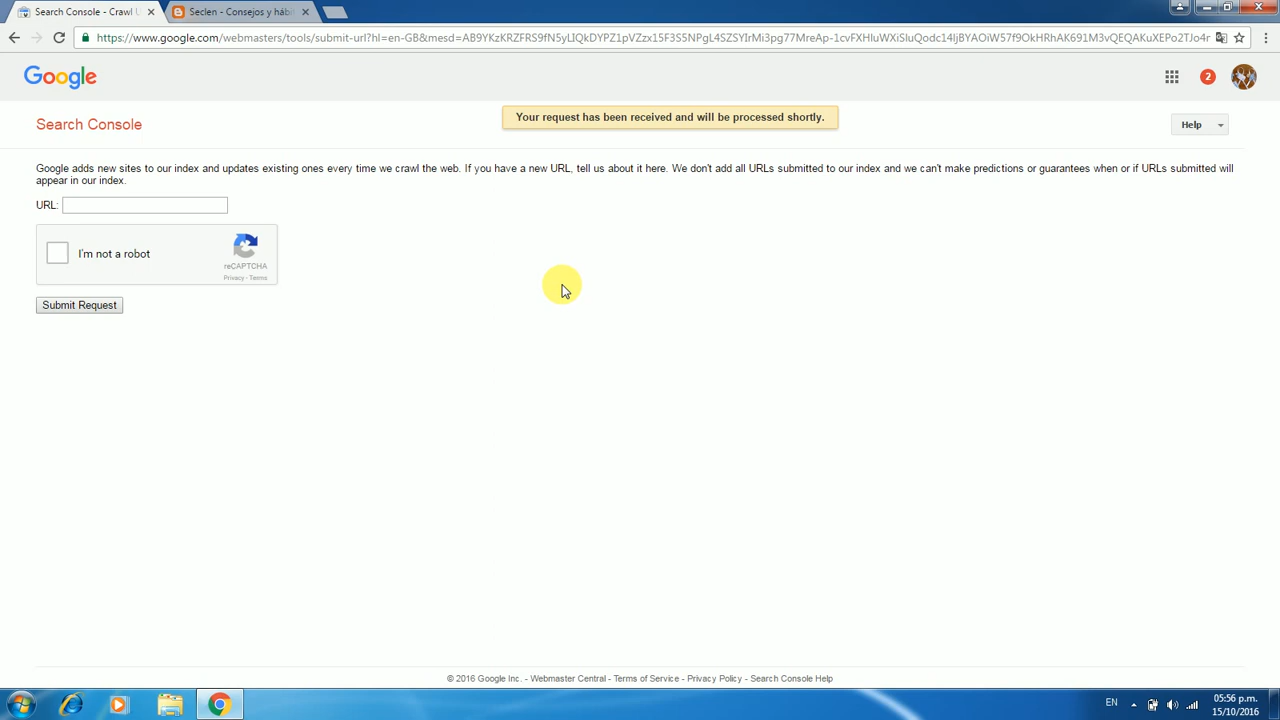 Search Console - Crawl U
Seclen - Consejos y hábi
https://www.google.com/webmasters/tools/submit-url?hl=en-GB&mesd=
Google
2
Your request has been received and will be processed shortly.
Search Console
Help
Google adds new sites to our index and updates existing ones every time we crawl the web. If you have a new URL, tell us about it here. We don't add all URLs submitted to our index and we can't make predictions or guarantees when or if URLs submitted will
appear in our index.
URL:
I'm not a robot
reCAPTCHA
Privacy - Terms
Submit Request
© 2016 Google Inc. - Webmaster Central - Terms of Service - Privacy Policy - Search Console Help
EN
05:56 p.m.
15/10/2016